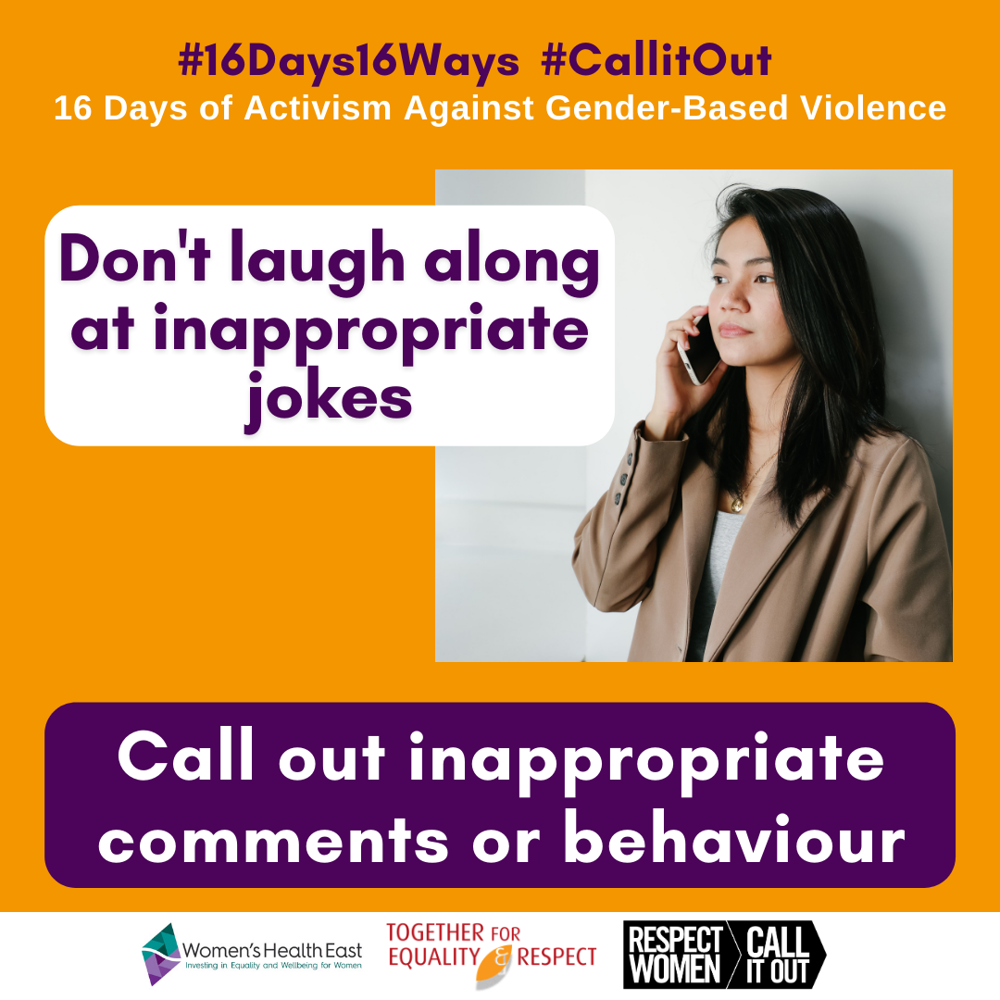 #16Days16Ways #CallitOut
16 Days of Activism Against Gender-Based Violence
Don't laugh along
at inappropriate
jokes
Call out inappropriate
comments or behaviour
Women's Health East
Investing in Equality and Wellbeing for Women
TOGETHER FOR
EQUALITY & RESPECT
RESPECT
WOMEN
CALL
IT OUT